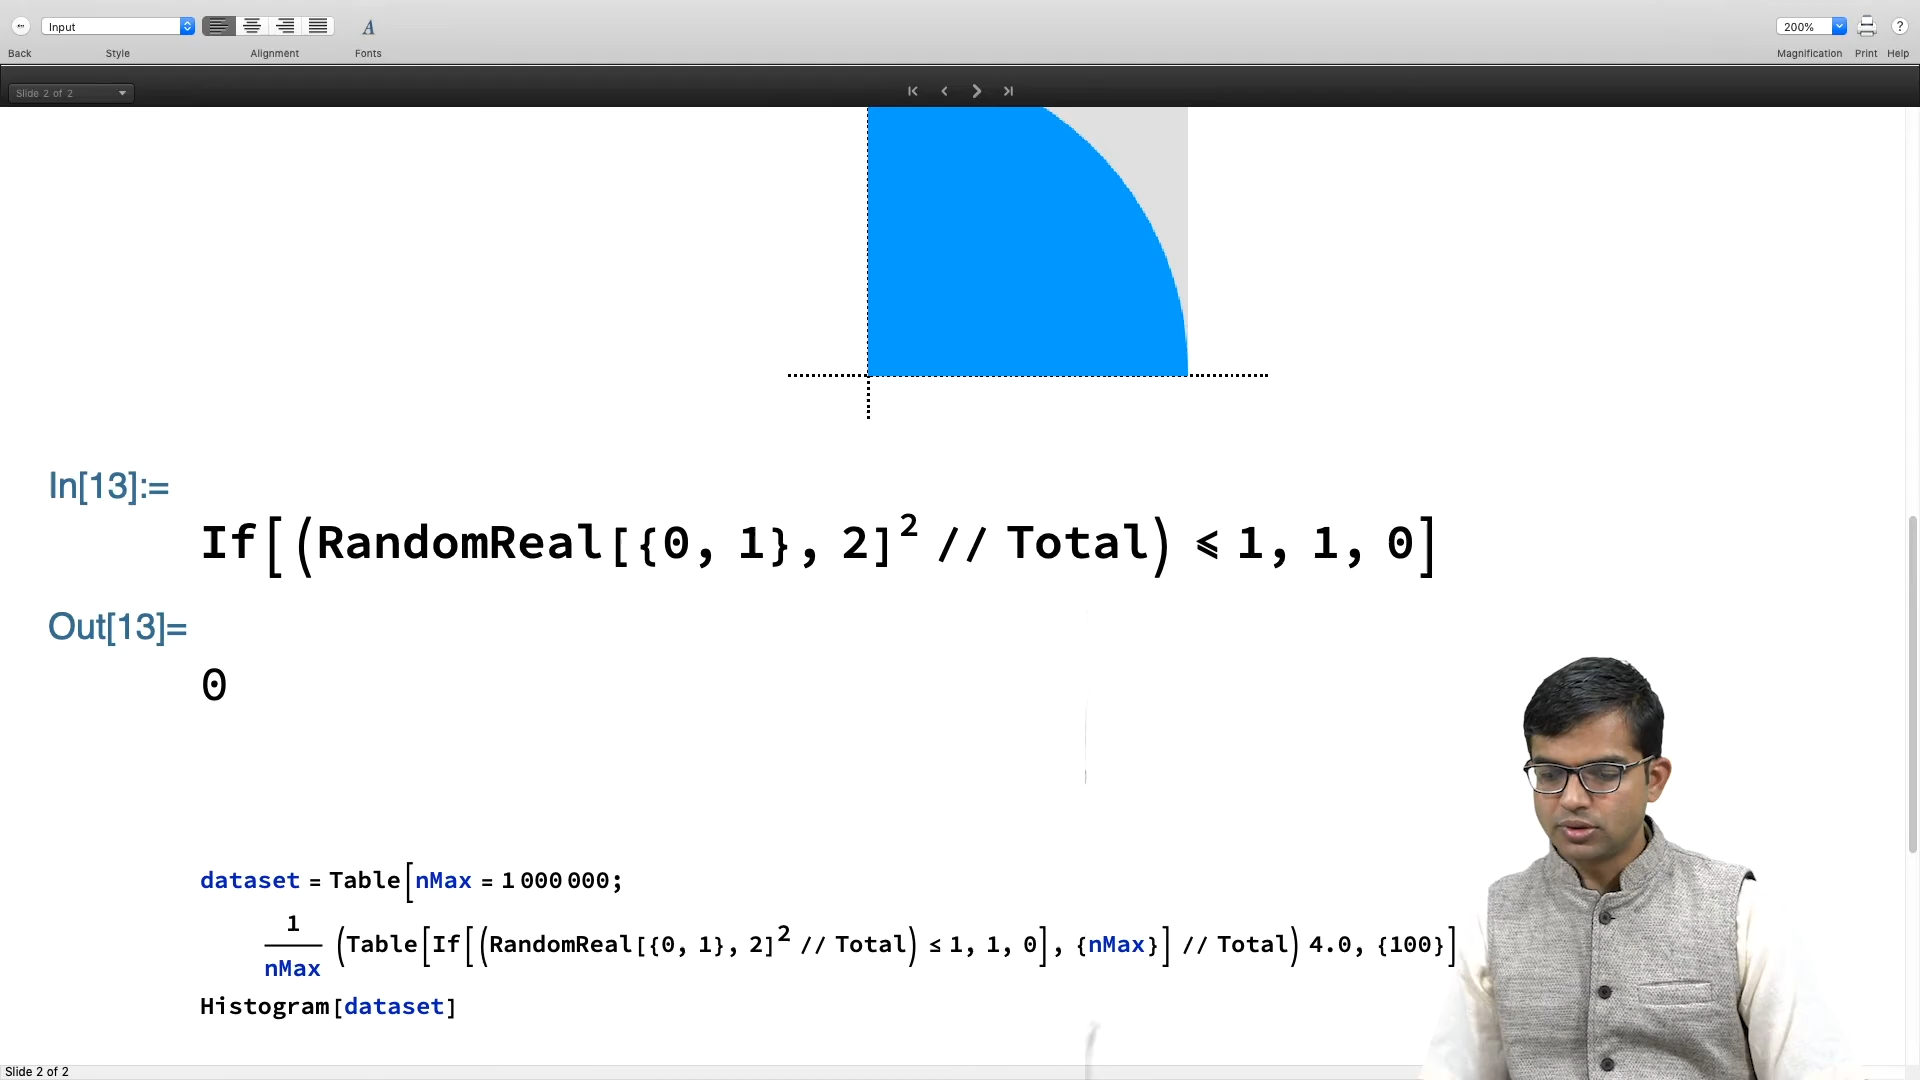 Input
200%
?
Back Style Alignment Fonts Magnification Print Help
Slide 2 of 2
In[13]:=
If[(RandomReal[{0, 1}, 2]² // Total) ≤ 1, 1, 0]
Out[13]=
0
dataset = Table[nMax = 1 000 000;
1/nMax (Table[If[(RandomReal[{0, 1}, 2]² // Total) ≤ 1, 1, 0], {nMax}] // Total) 4.0, {100}]
Histogram[dataset]
Slide 2 of 2